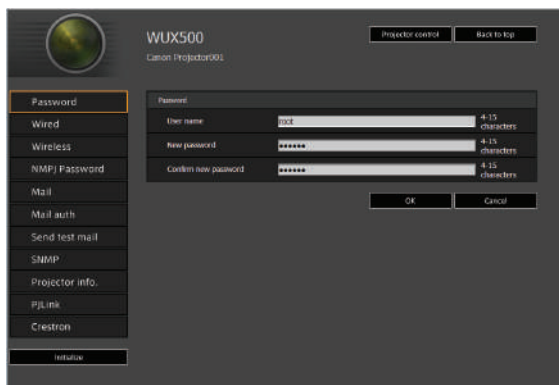 WUX500
Canon Projector001
Projector control
Back to top
Password
Wired
Wireless
NMPJ Password
Mail
Mail auth
Send test mail
SNMP
Projector info.
PJLink
Crestron
Initialize
Password
User name root 4-15
characters
New password •••••• 4-15
characters
Confirm new password •••••• 4-15
characters
OK
Cancel